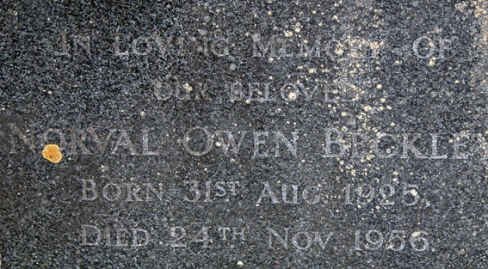 In Loving Memory of
our beloved
Norval Owen Beckle
Born 31st Aug. 1925.
Died 24th Nov. 1956.